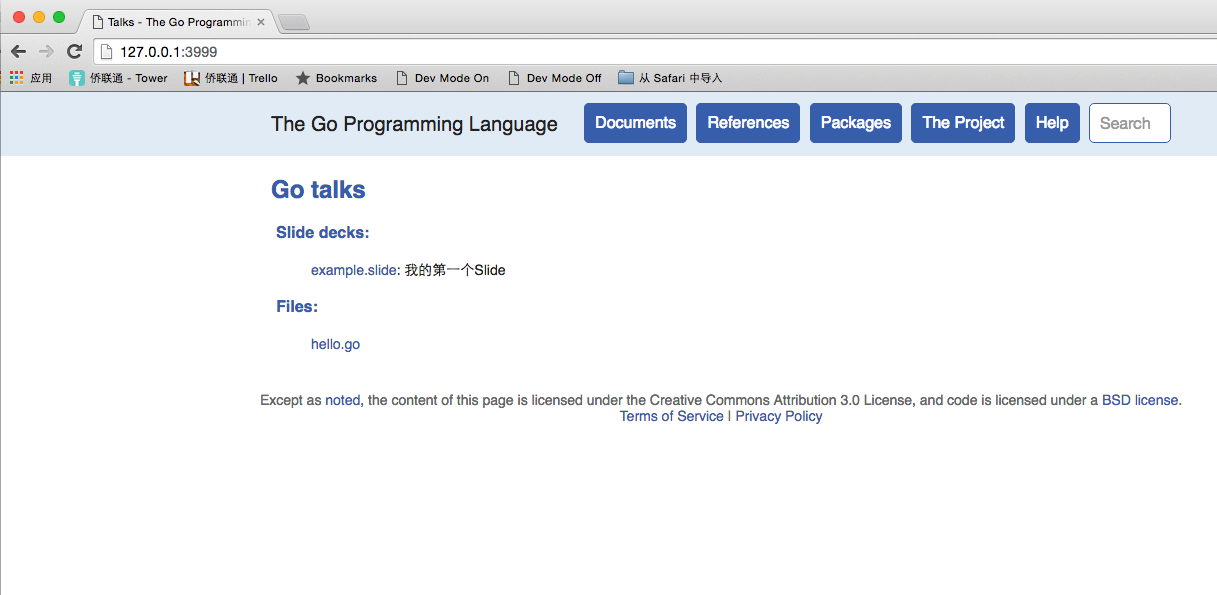 Talks - The Go Programmin
127.0.0.1:3999
应用 侨联通 - Tower 侨联通 | Trello Bookmarks Dev Mode On Dev Mode Off 从 Safari 中导入
The Go Programming Language Documents References Packages The Project Help Search
Go talks
Slide decks:
example.slide: 我的第一个Slide
Files:
hello.go
Except as noted, the content of this page is licensed under the Creative Commons Attribution 3.0 License, and code is licensed under a BSD license.
Terms of Service | Privacy Policy